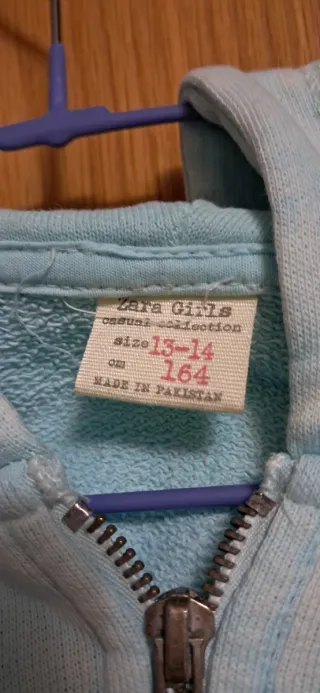 Zara Girls
casual collection
size 13-14
cm 164
MADE IN PAKISTAN